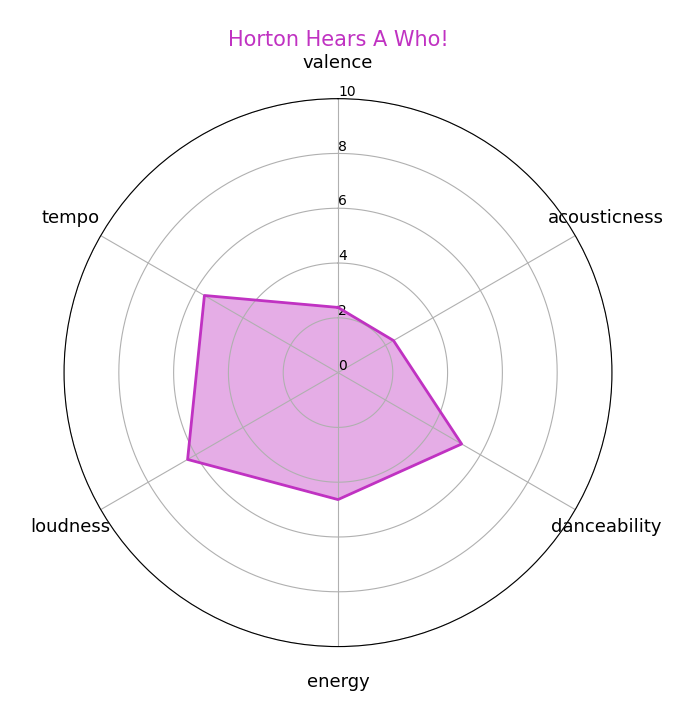 Horton Hears A Who!
valence
10
8
tempo
acousticness
6
4
2
0
loudness
danceability
energy